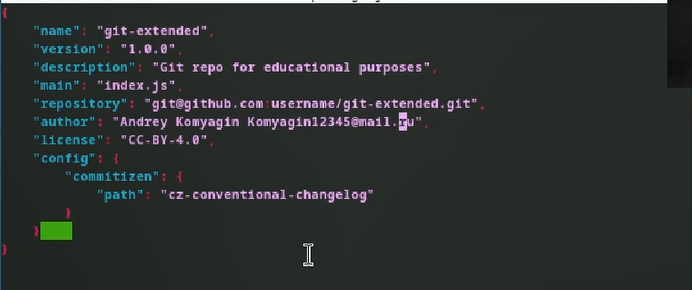 {
"name": "git-extended",
"version": "1.0.0",
"description": "Git repo for educational purposes",
"main": "index.js",
"repository": "git@github.com:username/git-extended.git",
"author": "Andrey Komyagin Komyagin12345@mail.ru",
"license": "CC-BY-4.0",
"config": {
"commitizen": {
"path": "cz-conventional-changelog"
}
}
}